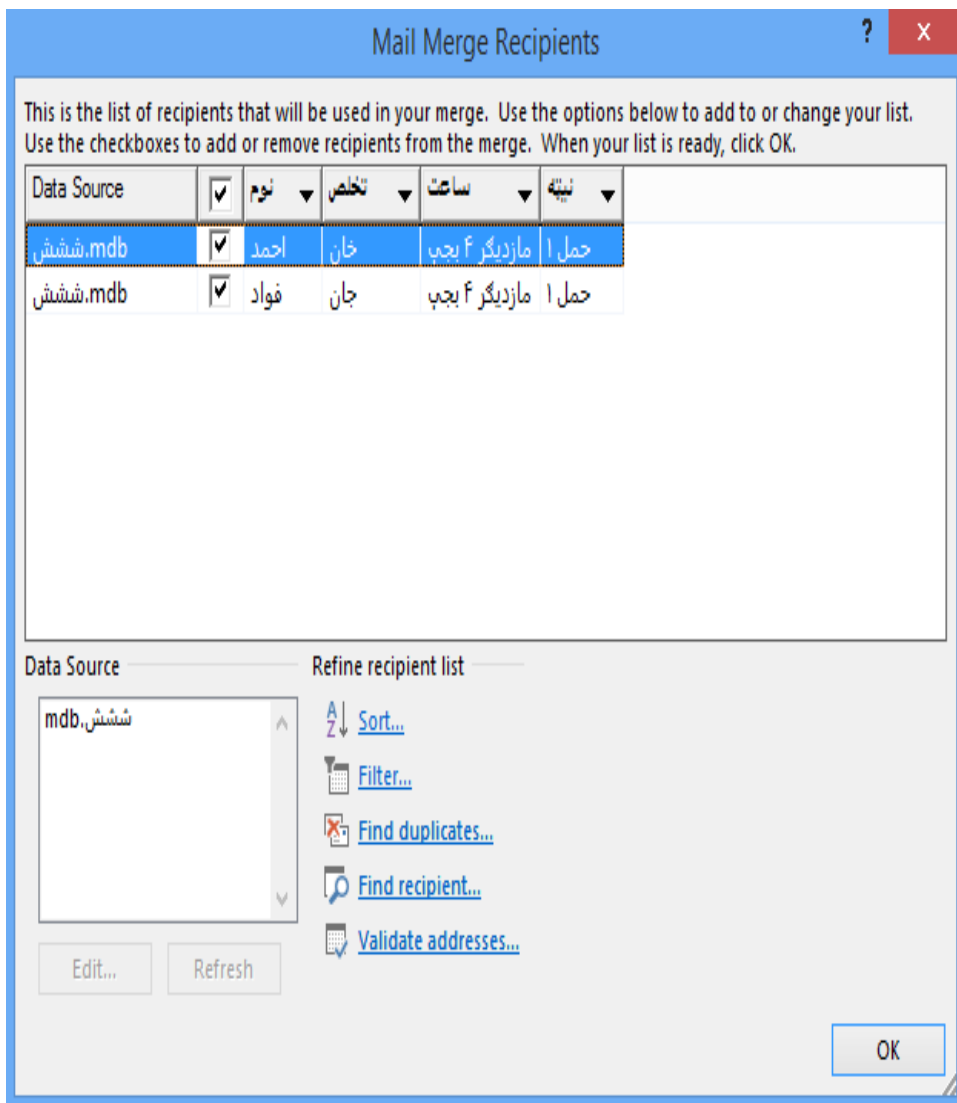 Mail Merge Recipients
? X
This is the list of recipients that will be used in your merge. Use the options below to add to or change your list.
Use the checkboxes to add or remove recipients from the merge. When your list is ready, click OK.
Data Source نوم تخلص ساعت نیټه
ششش.mdb احمد خان مازدیګر ۴ بجې حمل ۱
ششش.mdb فواد جان مازدیګر ۴ بجې حمل ۱
Data Source Refine recipient list
ششش.mdb
Sort...
Filter...
Find duplicates...
Find recipient...
Validate addresses...
Edit... Refresh
OK